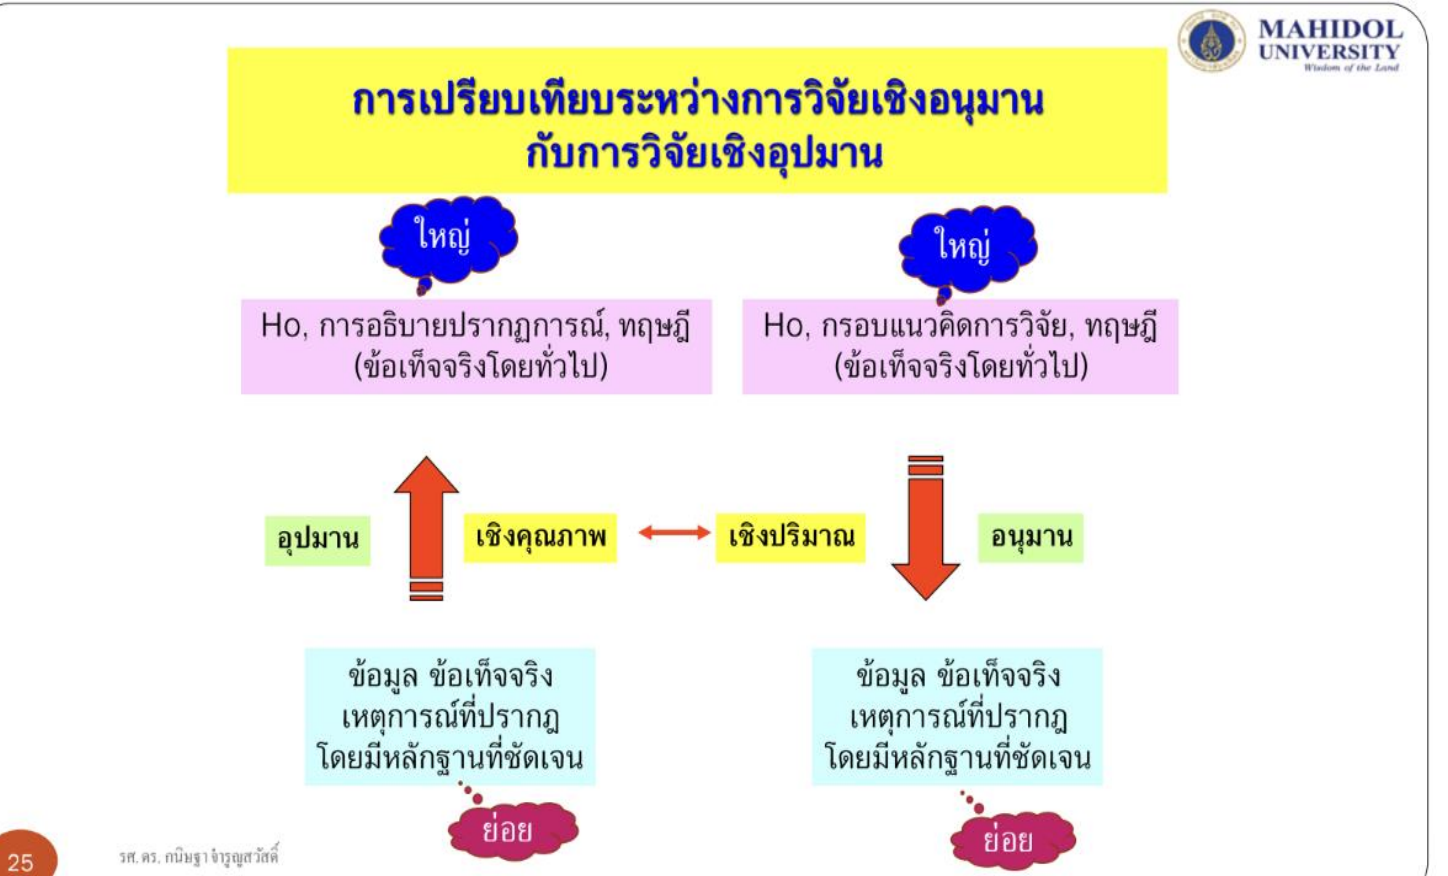 MAHIDOL
UNIVERSITY
Wisdom of the Land
การเปรียบเทียบระหว่างการวิจัยเชิงอนุมาน
กับการวิจัยเชิงอุปมาน
ใหญ่
ใหญ่
Ho, การอธิบายปรากฏการณ์, ทฤษฎี
(ข้อเท็จจริงโดยทั่วไป)
Ho, กรอบแนวคิดการวิจัย, ทฤษฎี
(ข้อเท็จจริงโดยทั่วไป)
อุปมาน
เชิงคุณภาพ
เชิงปริมาณ
อนุมาน
ข้อมูล ข้อเท็จจริง
เหตุการณ์ที่ปรากฎ
โดยมีหลักฐานที่ชัดเจน
ข้อมูล ข้อเท็จจริง
เหตุการณ์ที่ปรากฎ
โดยมีหลักฐานที่ชัดเจน
ย่อย
ย่อย
25
รศ. ดร. กนิษฐา จำรูญสวัสดิ์